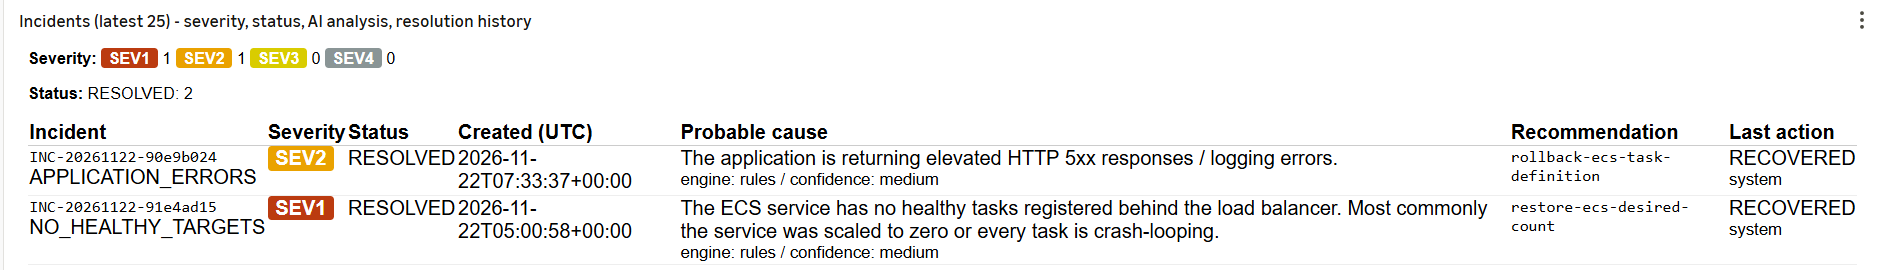 Incidents (latest 25) - severity, status, AI analysis, resolution history
Severity: SEV1 1 SEV2 1 SEV3 0 SEV4 0
Status: RESOLVED: 2
Incident Severity Status Created (UTC) Probable cause Recommendation Last action
INC-20261122-90e9b024
APPLICATION_ERRORS
SEV2
RESOLVED
2026-11-
22T07:33:37+00:00
The application is returning elevated HTTP 5xx responses / logging errors.
engine: rules / confidence: medium
rollback-ecs-task-
definition
RECOVERED
system
INC-20261122-91e4ad15
NO_HEALTHY_TARGETS
SEV1
RESOLVED
2026-11-
22T05:00:58+00:00
The ECS service has no healthy tasks registered behind the load balancer. Most commonly
the service was scaled to zero or every task is crash-looping.
engine: rules / confidence: medium
restore-ecs-desired-
count
RECOVERED
system